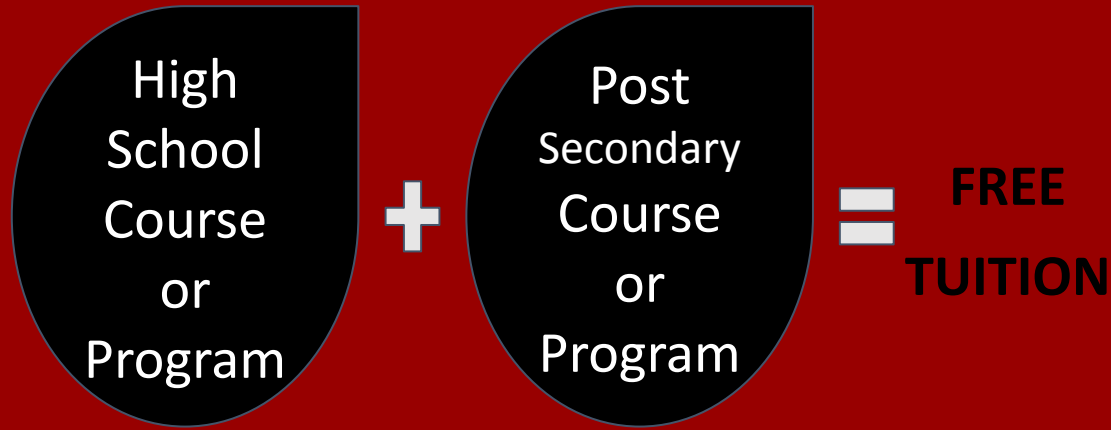 High
School
Course
or
Program
+
Post
Secondary
Course
or
Program
=
FREE
TUITION